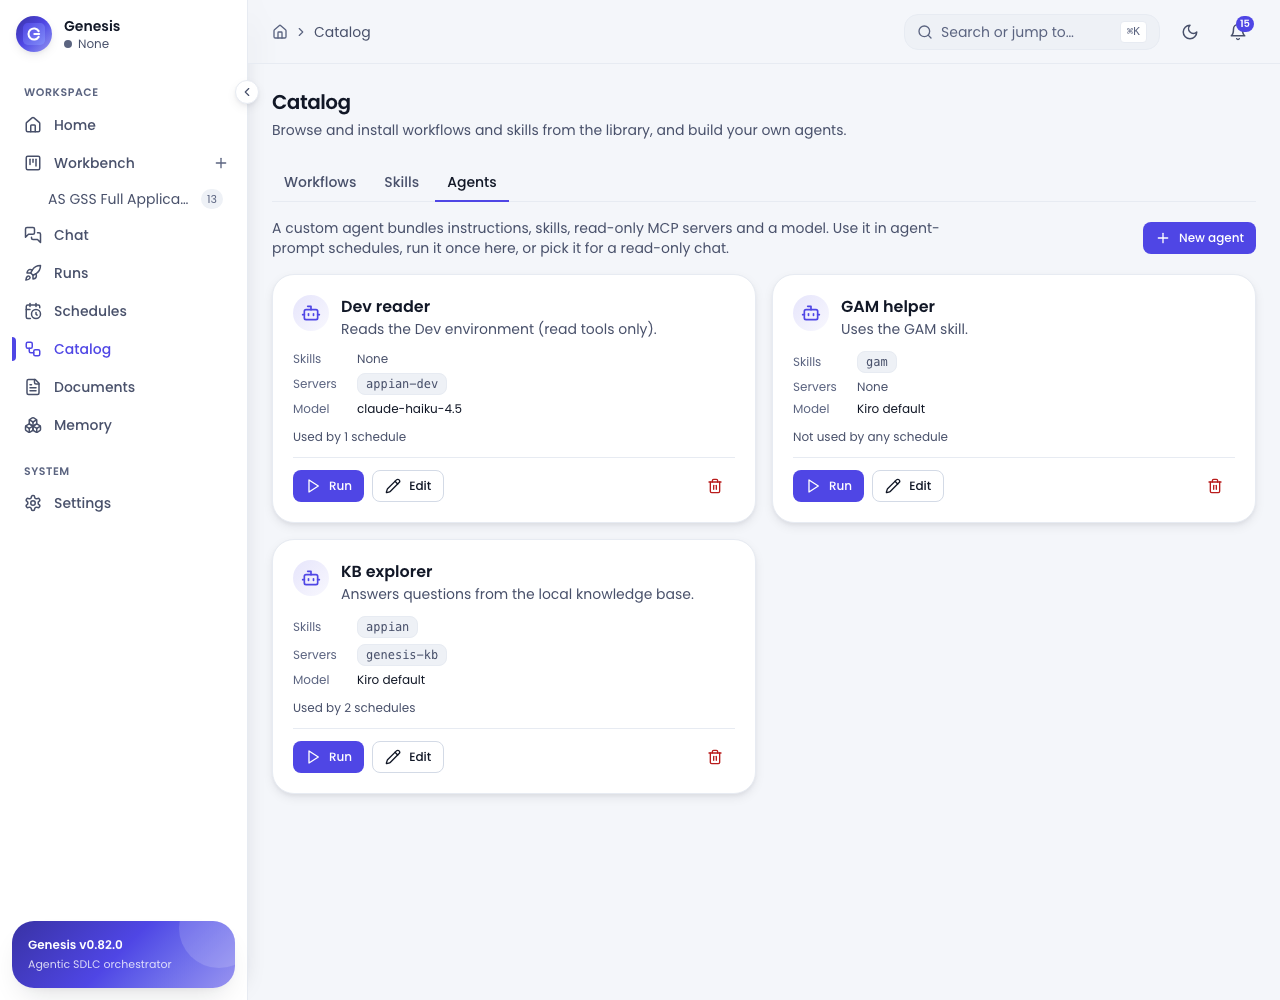 Genesis
None
WORKSPACE
Home
Workbench
AS GSS Full Applica... 13
Chat
Runs
Schedules
Catalog
Documents
Memory
SYSTEM
Settings
Genesis v0.82.0
Agentic SDLC orchestrator
Catalog
Search or jump to... ⌘K
15
Catalog
Browse and install workflows and skills from the library, and build your own agents.
Workflows Skills Agents
A custom agent bundles instructions, skills, read-only MCP servers and a model. Use it in agent-
prompt schedules, run it once here, or pick it for a read-only chat.
New agent
Dev reader
Reads the Dev environment (read tools only).
Skills None
Servers appian-dev
Model claude-haiku-4.5
Used by 1 schedule
Run Edit
GAM helper
Uses the GAM skill.
Skills gam
Servers None
Model Kiro default
Not used by any schedule
Run Edit
KB explorer
Answers questions from the local knowledge base.
Skills appian
Servers genesis-kb
Model Kiro default
Used by 2 schedules
Run Edit